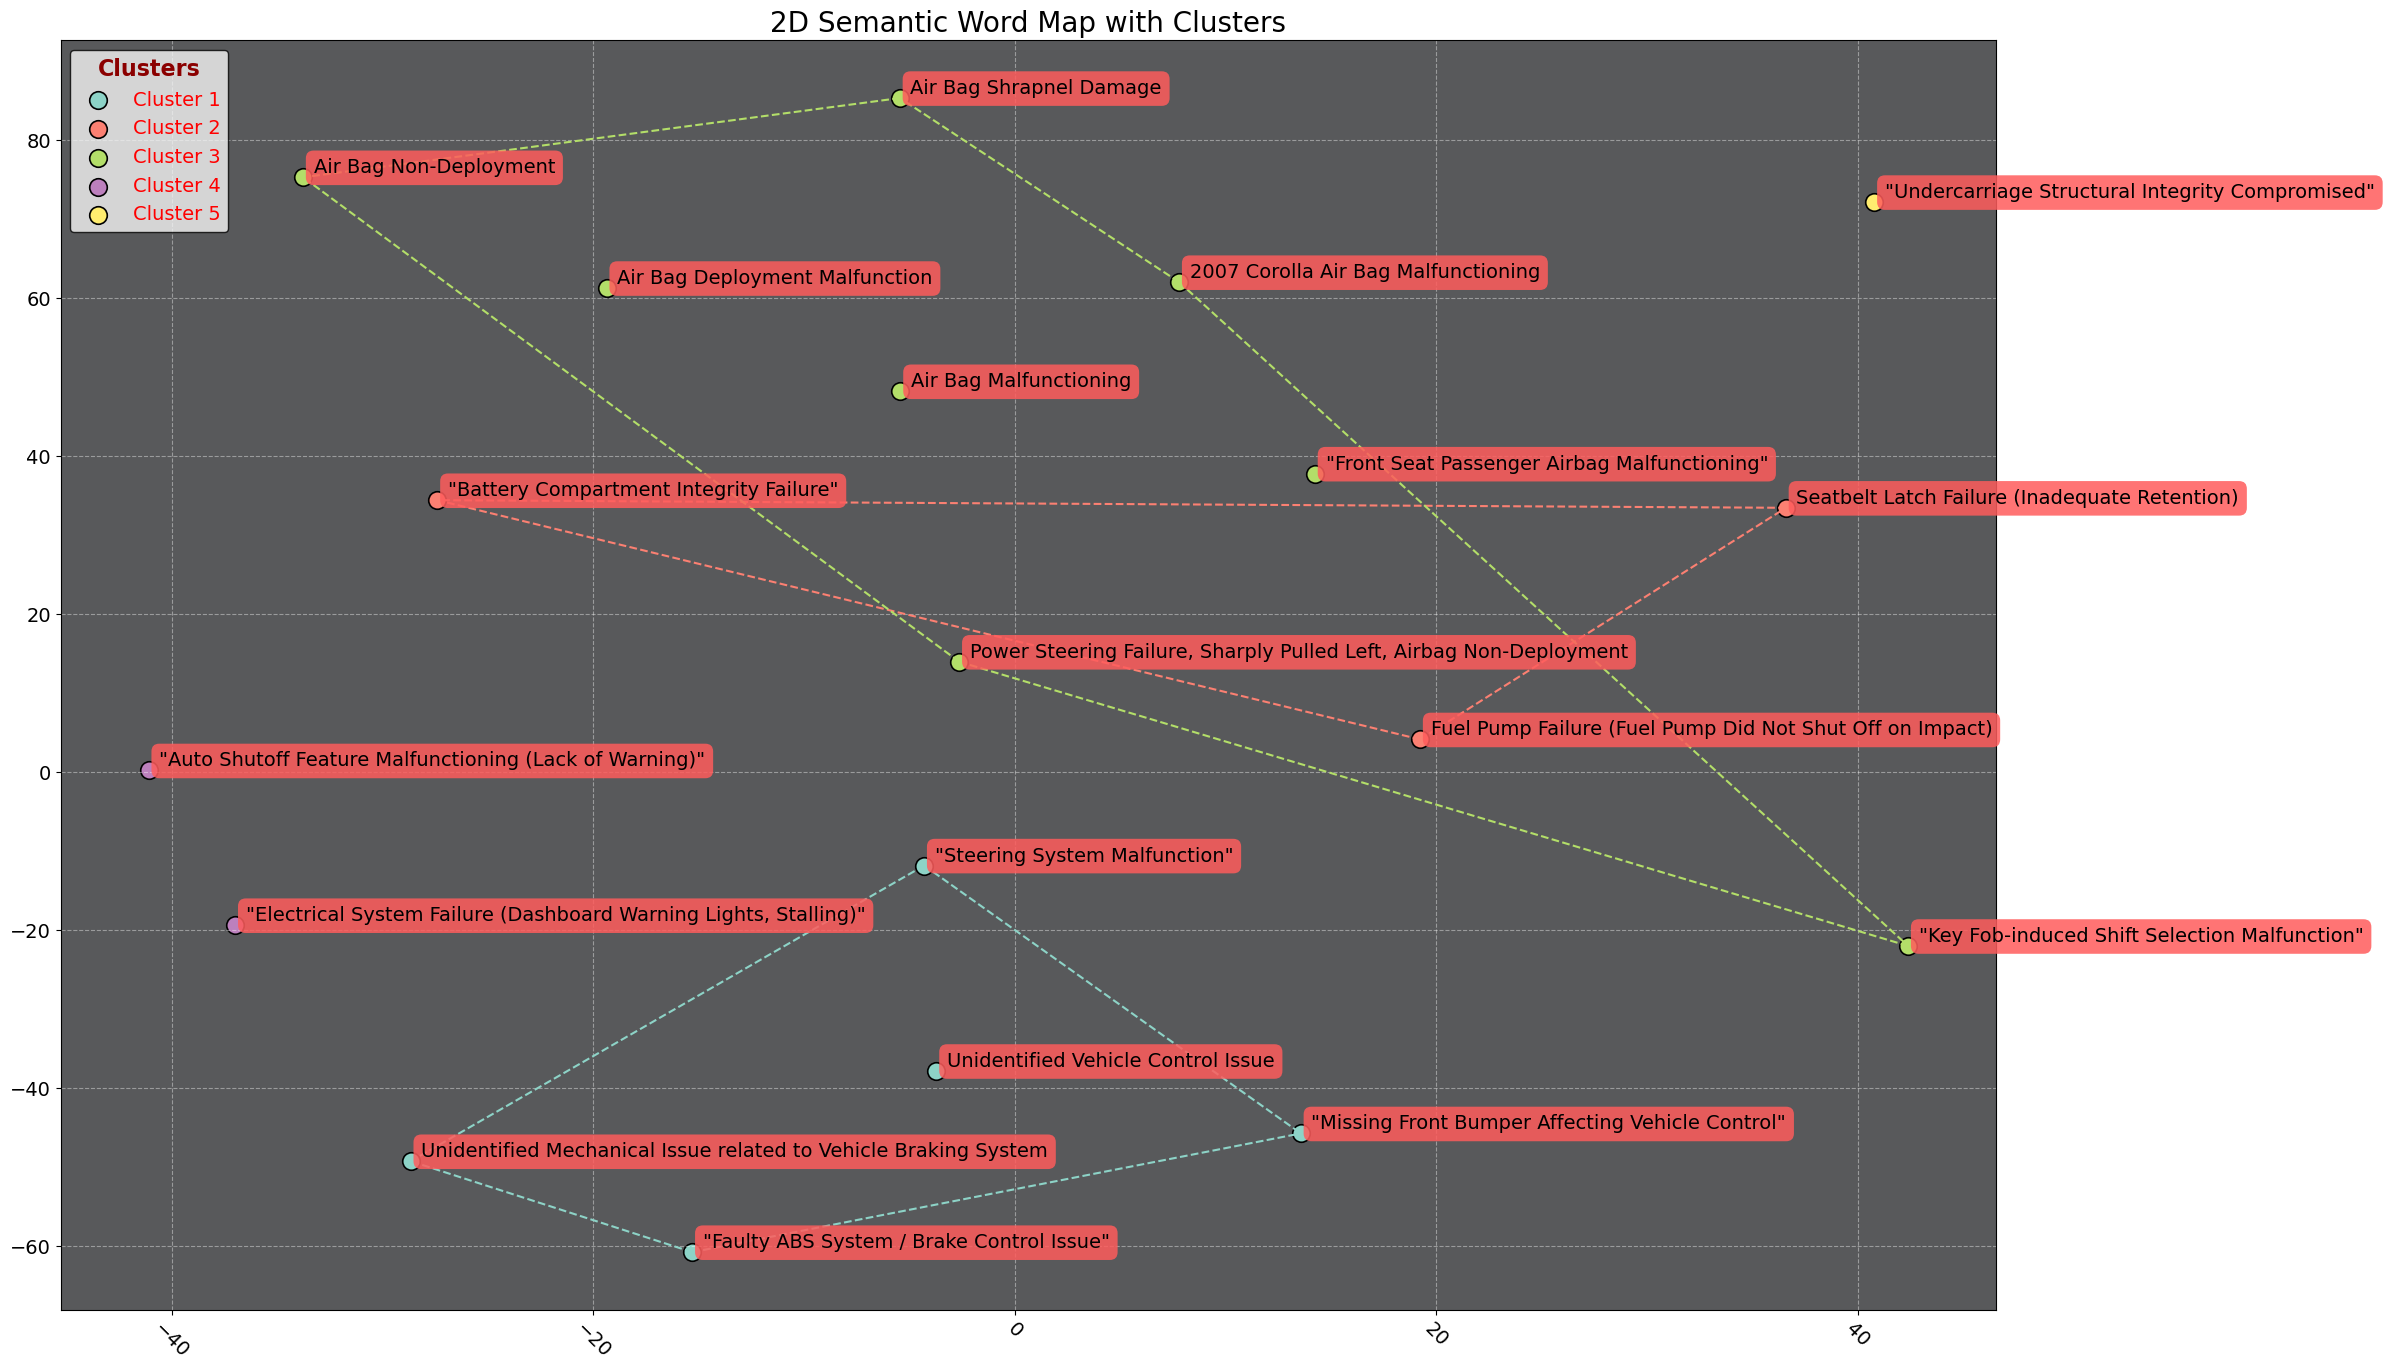 2D Semantic Word Map with Clusters
Clusters
Cluster 1
Cluster 2
Cluster 3
Cluster 4
Cluster 5
Air Bag Shrapnel Damage
Air Bag Non-Deployment
"Undercarriage Structural Integrity Compromised"
Air Bag Deployment Malfunction
2007 Corolla Air Bag Malfunctioning
Air Bag Malfunctioning
"Front Seat Passenger Airbag Malfunctioning"
"Battery Compartment Integrity Failure"
Seatbelt Latch Failure (Inadequate Retention)
Power Steering Failure, Sharply Pulled Left, Airbag Non-Deployment
Fuel Pump Failure (Fuel Pump Did Not Shut Off on Impact)
"Auto Shutoff Feature Malfunctioning (Lack of Warning)"
"Steering System Malfunction"
"Electrical System Failure (Dashboard Warning Lights, Stalling)"
"Key Fob-induced Shift Selection Malfunction"
Unidentified Vehicle Control Issue
"Missing Front Bumper Affecting Vehicle Control"
Unidentified Mechanical Issue related to Vehicle Braking System
"Faulty ABS System / Brake Control Issue"
80
60
40
20
0
−20
−40
−60
−40
−20
0
20
40